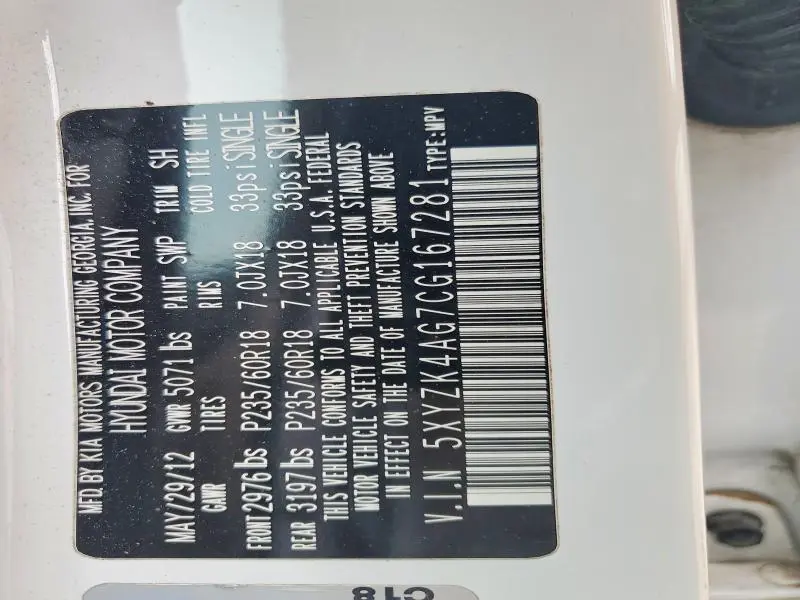 MFD. BY KIA MOTORS MANUFACTURING GEORGIA, INC. FOR
HYUNDAI MOTOR COMPANY
MAY/29/12 GVWR 5071 lbs PAINT SWP TRIM SH
GAWR TIRES RIMS COLD TIRE INFL
FRONT 2976 lbs P235/60R18 7.0JX18 33psi SINGLE
REAR 3197 lbs P235/60R18 7.0JX18 33psi SINGLE
THIS VEHICLE CONFORMS TO ALL APPLICABLE U.S.A. FEDERAL
MOTOR VEHICLE SAFETY AND THEFT PREVENTION STANDARDS
IN EFFECT ON THE DATE OF MANUFACTURE SHOWN ABOVE
V.I.N 5XYZK4AG7CG167281 TYPE:MPV
C18